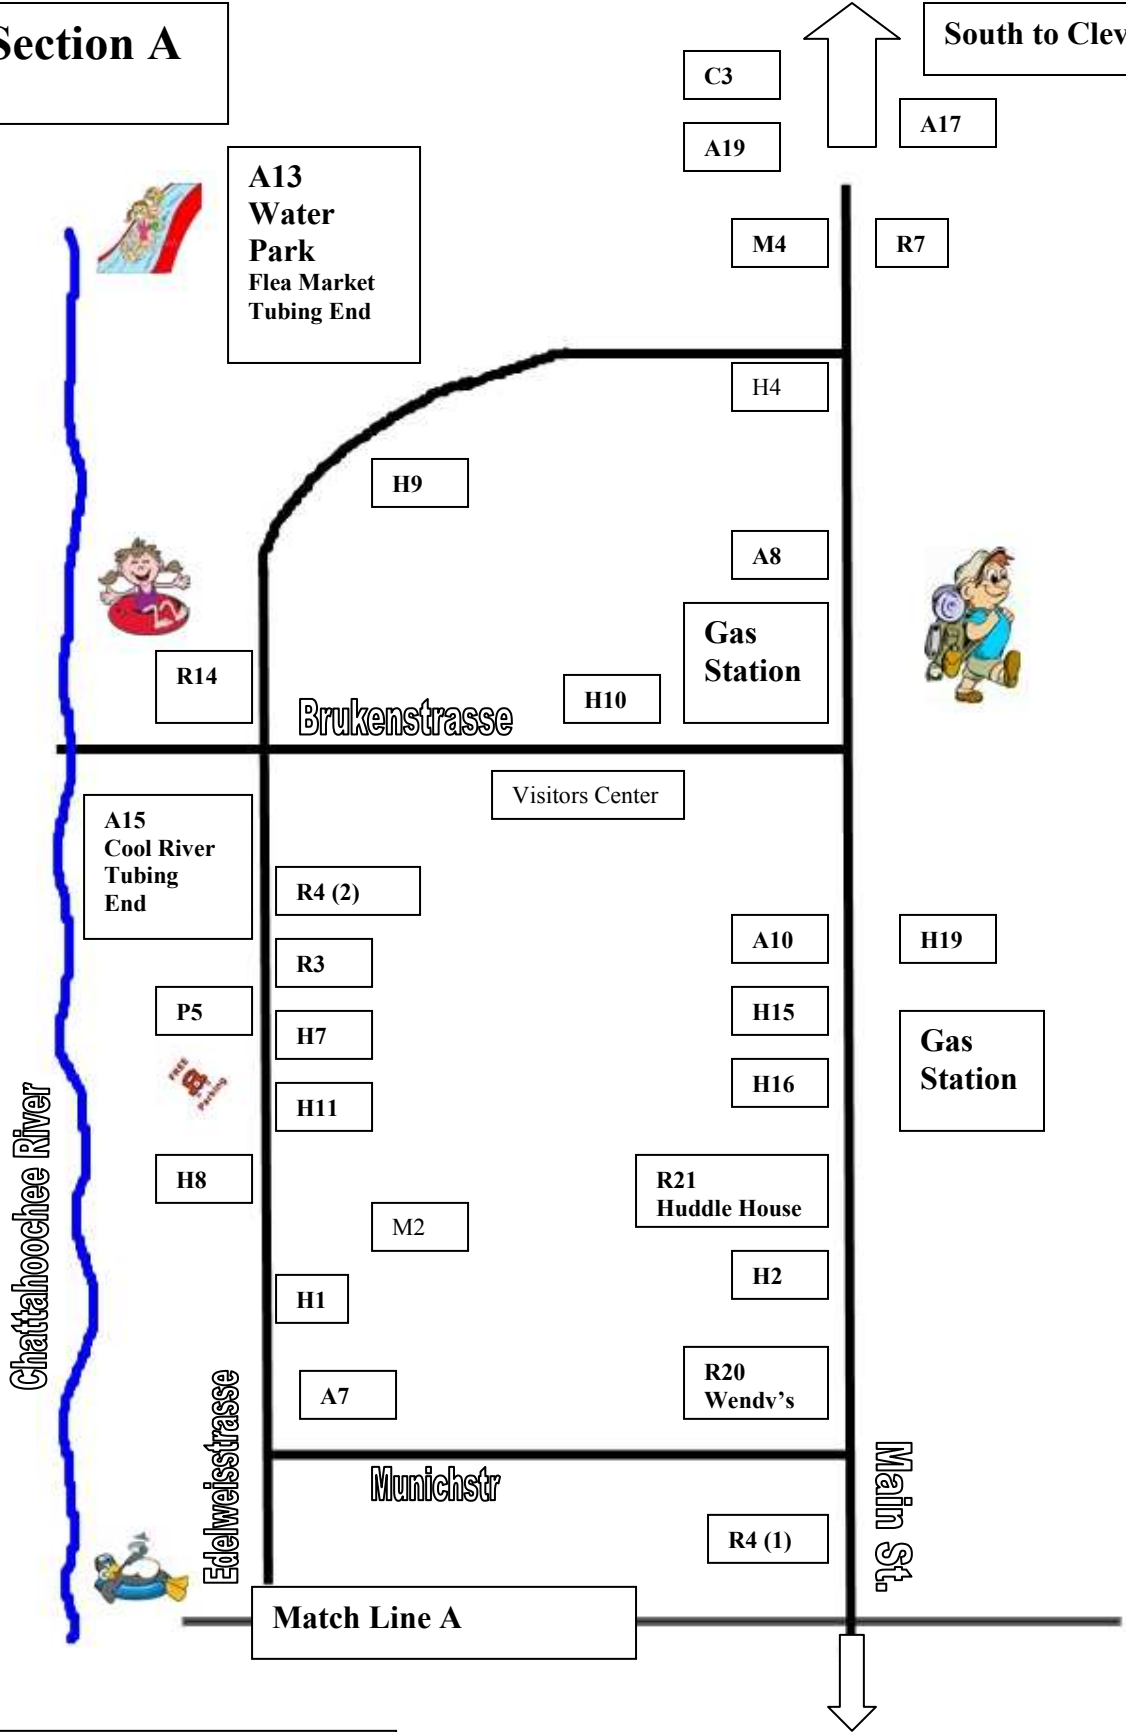 Section A
South to Clev
C3
A17
A19
A13
Water
Park
Flea Market
Tubing End
M4
R7
H4
H9
A8
Gas
Station
R14
H10
Brukenstrasse
Visitors Center
A15
Cool River
Tubing
End
R4 (2)
A10
H19
R3
P5
H15
H7
Gas
Station
FREE
Parking
H16
H11
Chattahoochee River
H8
R21
Huddle House
M2
H2
H1
R20
Wendy's
A7
Edelweisstrasse
Munichstr
Main St.
R4 (1)
Match Line A